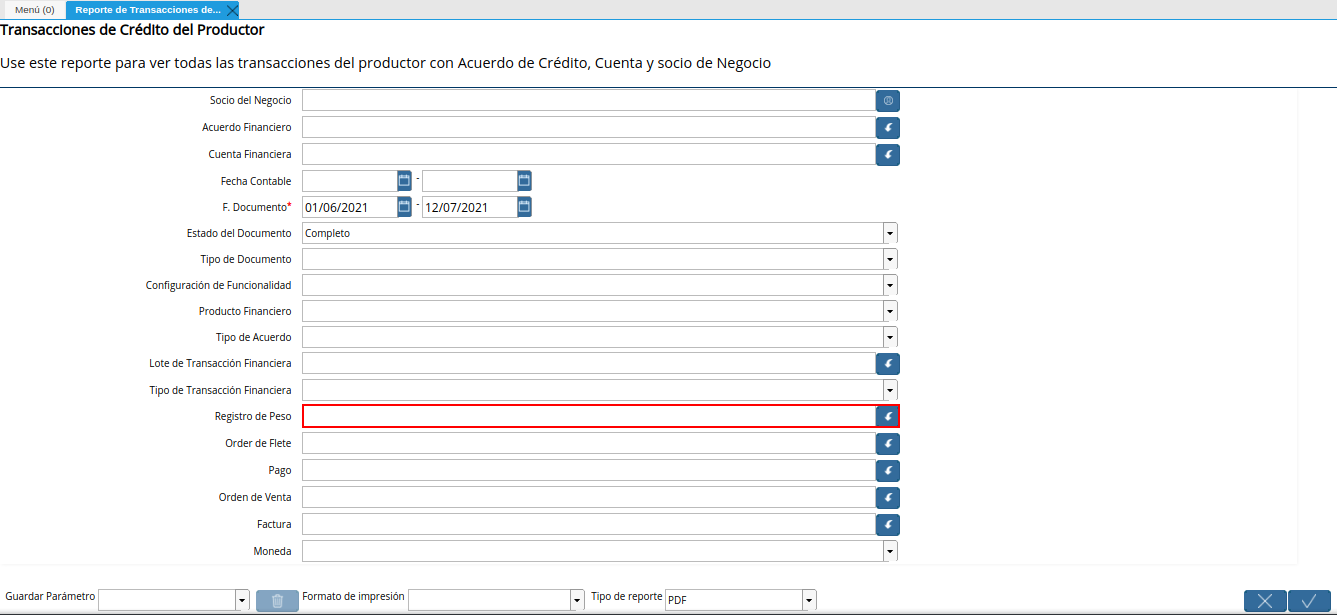 Menú (0) Reporte de Transacciones de...
Transacciones de Crédito del Productor
Use este reporte para ver todas las transacciones del productor con Acuerdo de Crédito, Cuenta y socio de Negocio
Socio del Negocio
Acuerdo Financiero
Cuenta Financiera
Fecha Contable -
F. Documento* 01/06/2021 - 12/07/2021
Estado del Documento Completo
Tipo de Documento
Configuración de Funcionalidad
Producto Financiero
Tipo de Acuerdo
Lote de Transacción Financiera
Tipo de Transacción Financiera
Registro de Peso
Order de Flete
Pago
Orden de Venta
Factura
Moneda
Guardar Parámetro Formato de impresión Tipo de reporte PDF